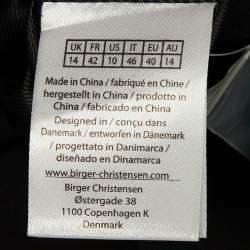 UK FR US IT EU AU
14 42 10 46 40 14
Made in China / fabriqué en Chine /
hergestellt in China / prodotto in
China / fabricado en China
Designed in / conçu dans
Danemark / entworfen in Dänemark
/ progettato in Danimarca /
diseñado en Dinamarca
www.birger-christensen.com
Birger Christensen
Østergade 38
1100 Copenhagen K
Denmark